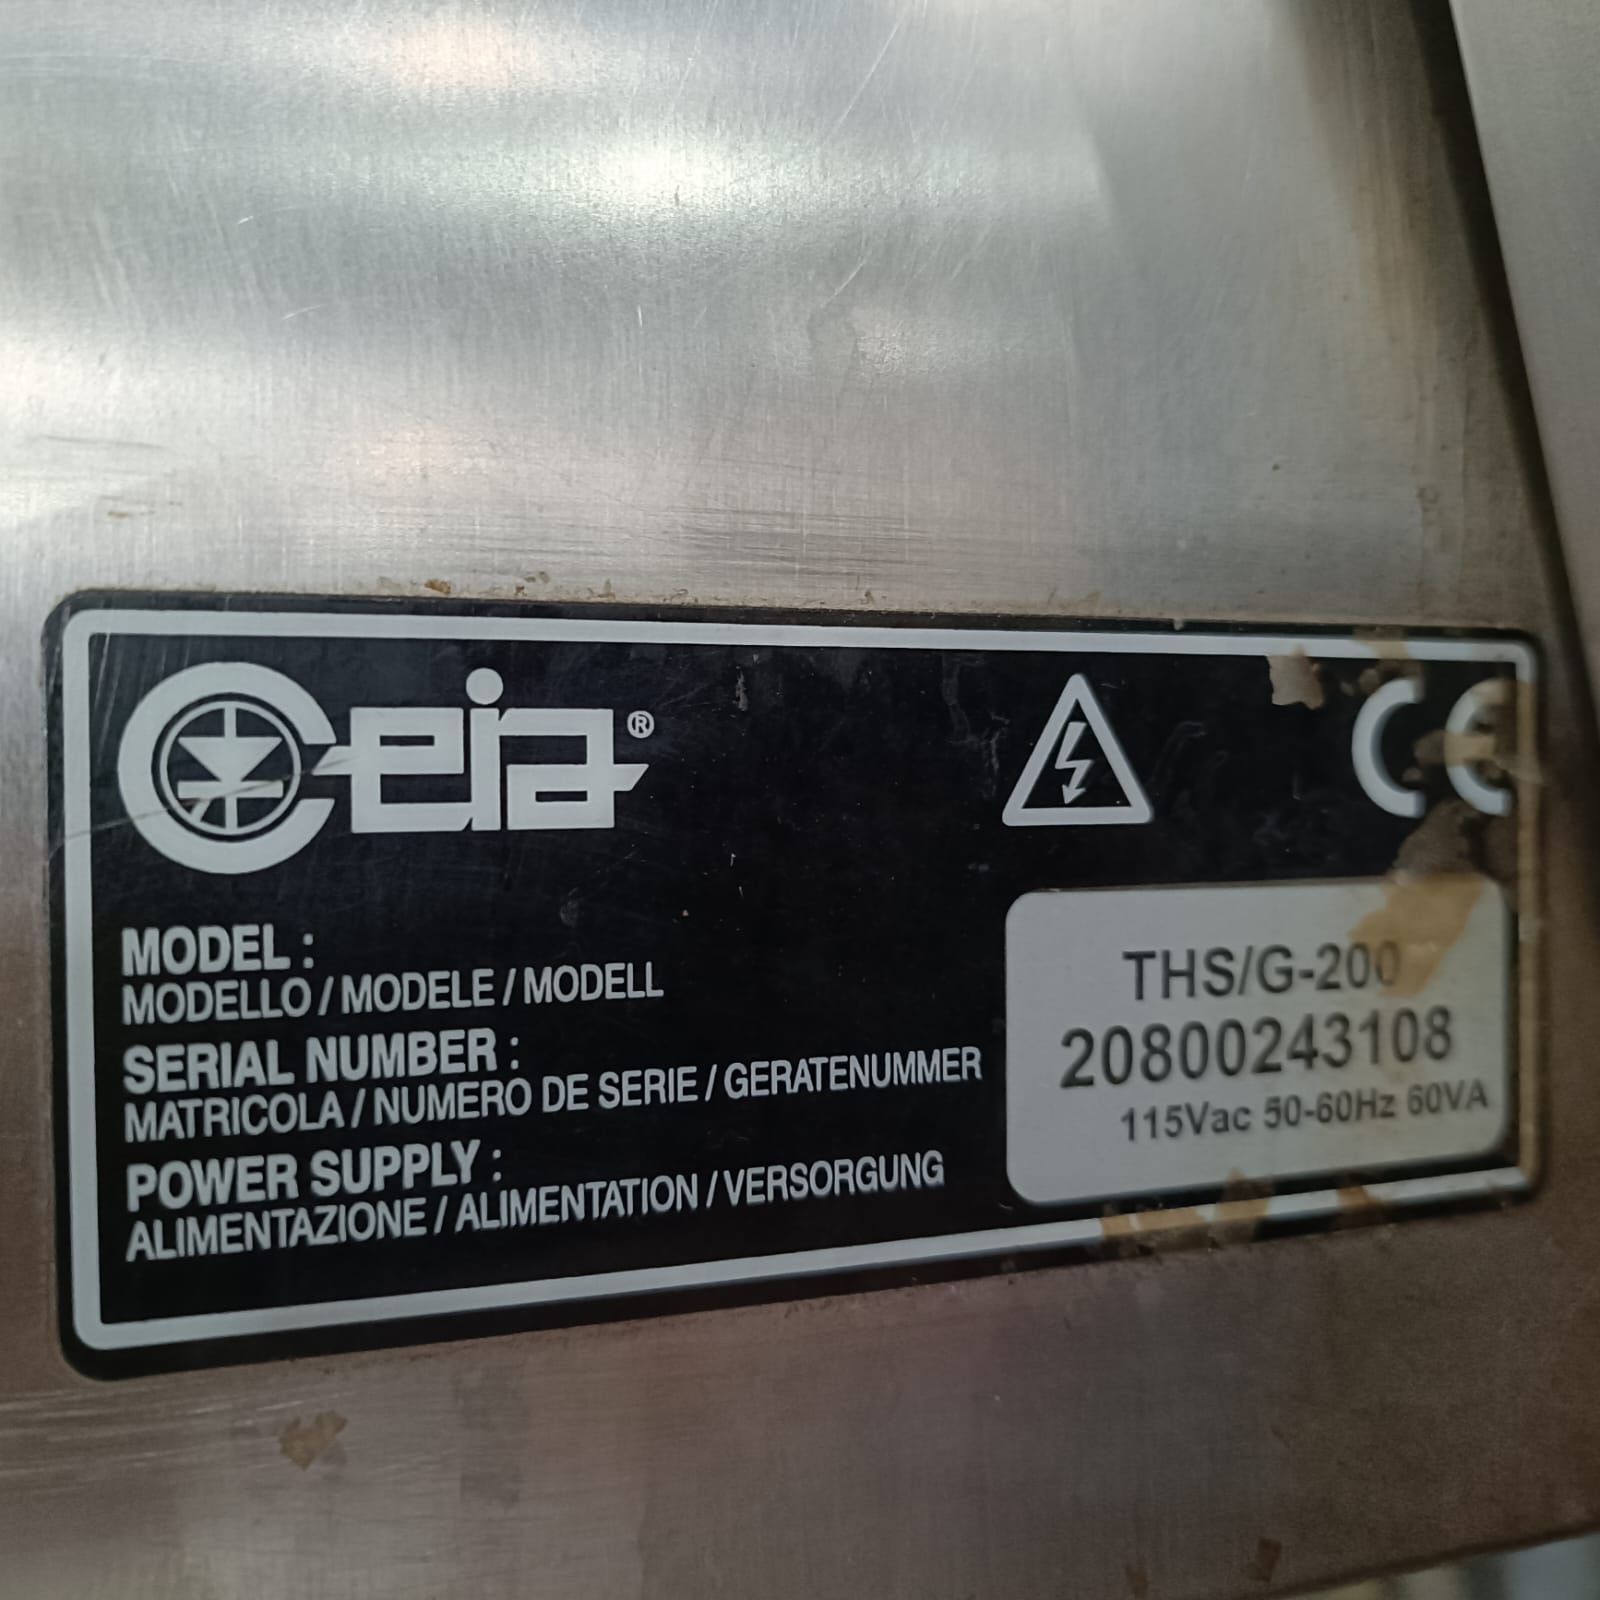 ceia®
CE
MODEL :
MODELLO / MODELE / MODELL
THS/G-200
SERIAL NUMBER :
MATRICOLA / NUMERO DE SERIE / GERATENUMMER
20800243108
POWER SUPPLY :
ALIMENTAZIONE / ALIMENTATION / VERSORGUNG
115Vac 50-60Hz 60VA